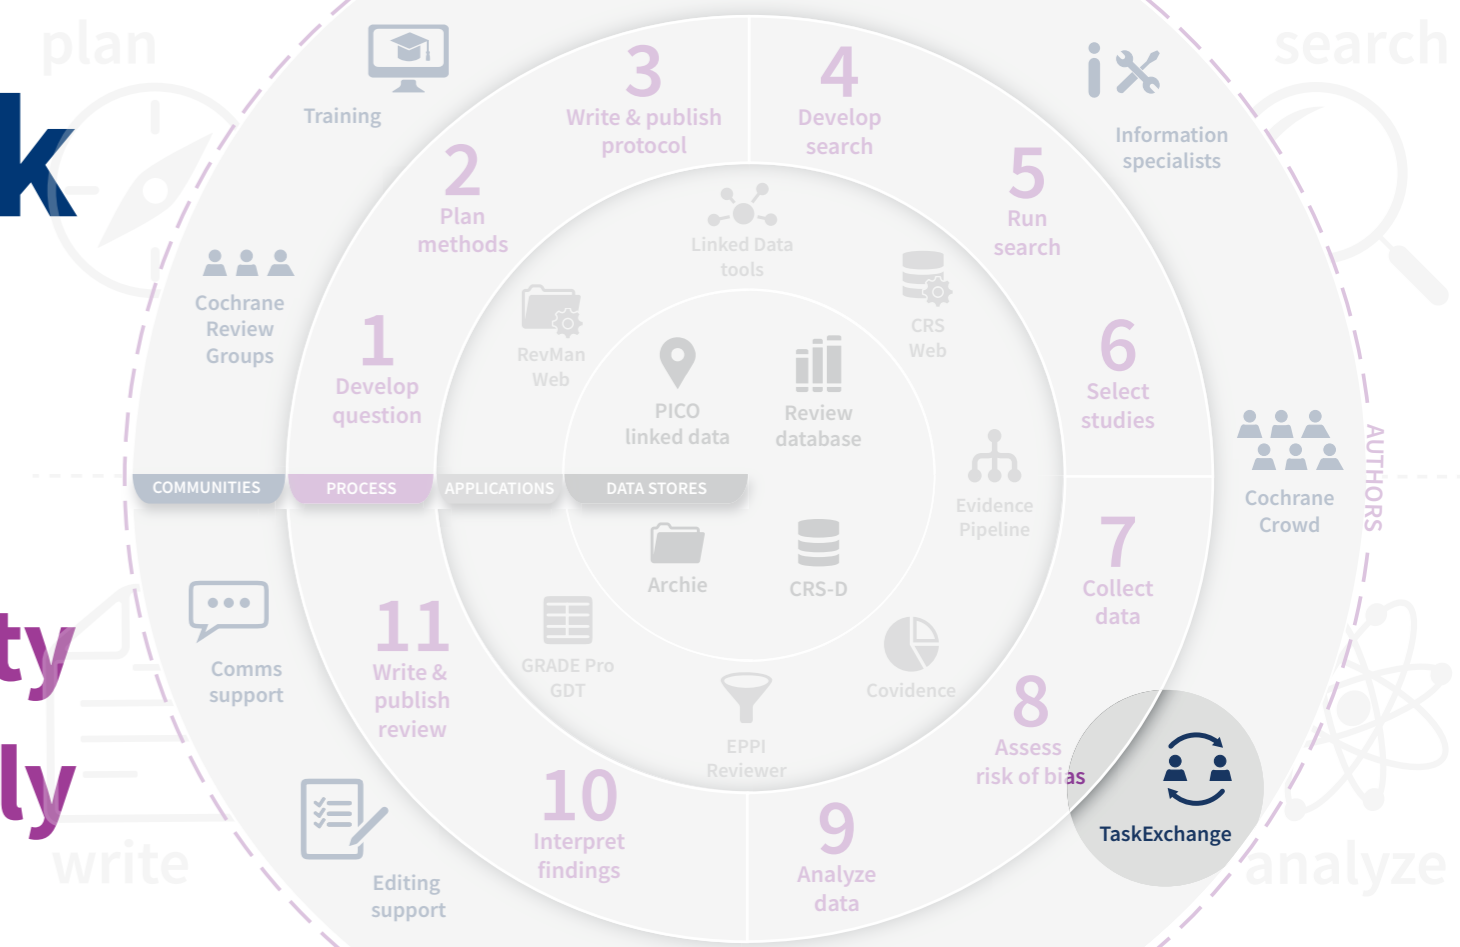 plan
search
k
ty
ly
write
analyze
Training
Cochrane
Review
Groups
Comms
support
Editing
support
Information
specialists
Cochrane
Crowd
AUTHORS
TaskExchange
1
Develop
question
2
Plan
methods
3
Write & publish
protocol
4
Develop
search
5
Run
search
6
Select
studies
7
Collect
data
8
Assess
risk of bias
9
Analyze
data
10
Interpret
findings
11
Write &
publish
review
COMMUNITIES
PROCESS
APPLICATIONS
DATA STORES
Linked Data
tools
RevMan
Web
CRS
Web
Evidence
Pipeline
Covidence
EPPI
Reviewer
GRADE Pro
GDT
PICO
linked data
Review
database
Archie
CRS-D